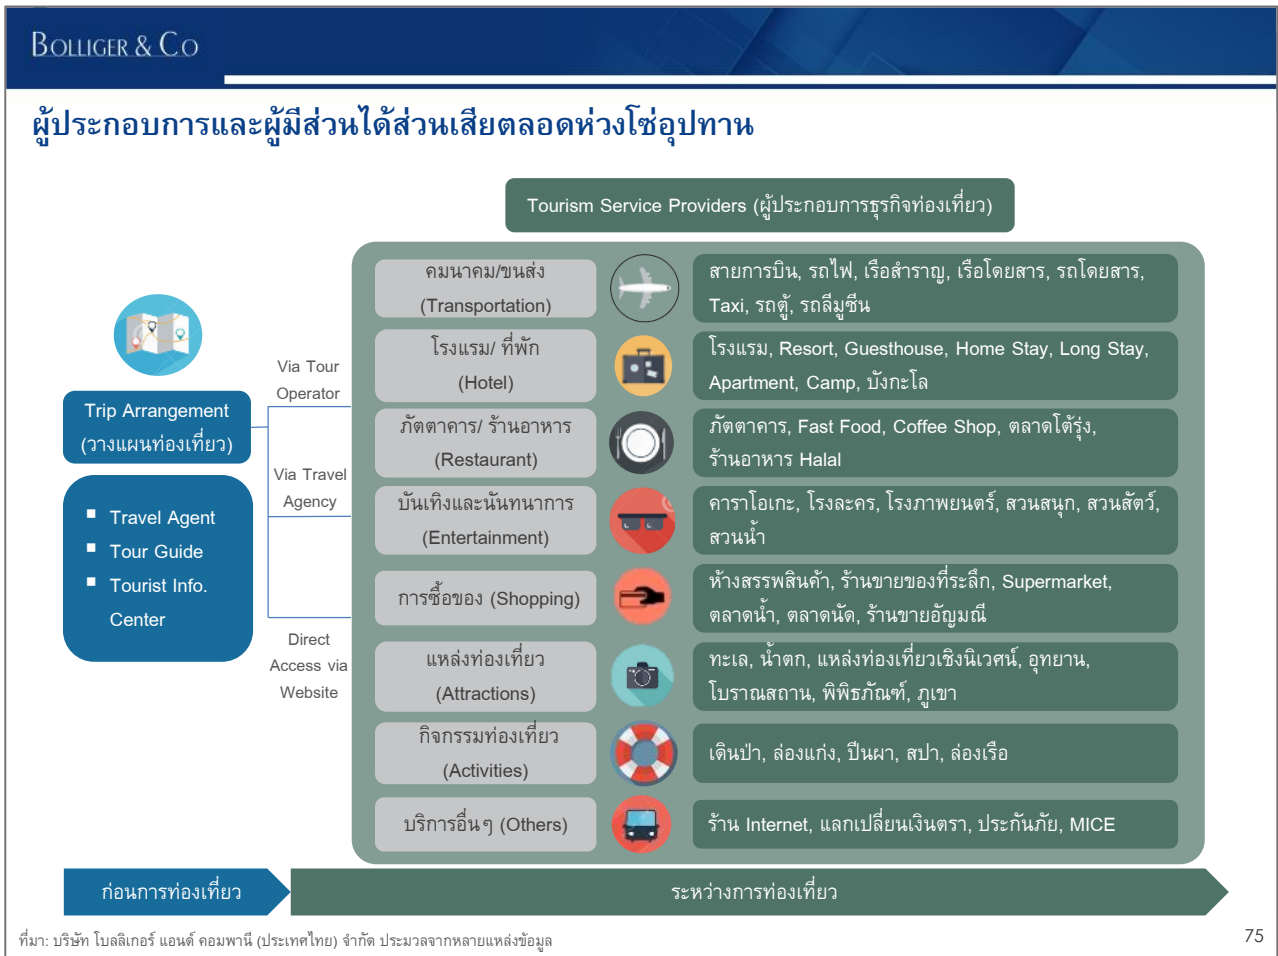 BOLLIGER & CO
ผู้ประกอบการและผู้มีส่วนได้ส่วนเสียตลอดห่วงโซ่อุปทาน
Tourism Service Providers (ผู้ประกอบการธุรกิจท่องเที่ยว)
Trip Arrangement
(วางแผนท่องเที่ยว)
▪ Travel Agent
▪ Tour Guide
▪ Tourist Info.
Center
Via Tour
Operator
Via Travel
Agency
Direct
Access via
Website
คมนาคม/ขนส่ง
(Transportation)
สายการบิน, รถไฟ, เรือสำราญ, เรือโดยสาร, รถโดยสาร,
Taxi, รถตู้, รถลีมูซีน
โรงแรม/ ที่พัก
(Hotel)
โรงแรม, Resort, Guesthouse, Home Stay, Long Stay,
Apartment, Camp, บังกะโล
ภัตตาคาร/ ร้านอาหาร
(Restaurant)
ภัตตาคาร, Fast Food, Coffee Shop, ตลาดโต้รุ่ง,
ร้านอาหาร Halal
บันเทิงและนันทนาการ
(Entertainment)
คาราโอเกะ, โรงละคร, โรงภาพยนตร์, สวนสนุก, สวนสัตว์,
สวนน้ำ
การซื้อของ (Shopping)
ห้างสรรพสินค้า, ร้านขายของที่ระลึก, Supermarket,
ตลาดน้ำ, ตลาดนัด, ร้านขายอัญมณี
แหล่งท่องเที่ยว
(Attractions)
ทะเล, น้ำตก, แหล่งท่องเที่ยวเชิงนิเวศน์, อุทยาน,
โบราณสถาน, พิพิธภัณฑ์, ภูเขา
กิจกรรมท่องเที่ยว
(Activities)
เดินป่า, ล่องแก่ง, ปีนผา, สปา, ล่องเรือ
บริการอื่นๆ (Others)
ร้าน Internet, แลกเปลี่ยนเงินตรา, ประกันภัย, MICE
ก่อนการท่องเที่ยว
ระหว่างการท่องเที่ยว
ที่มา: บริษัท โบลลิเกอร์ แอนด์ คอมพานี (ประเทศไทย) จำกัด ประมวลจากหลายแหล่งข้อมูล
75